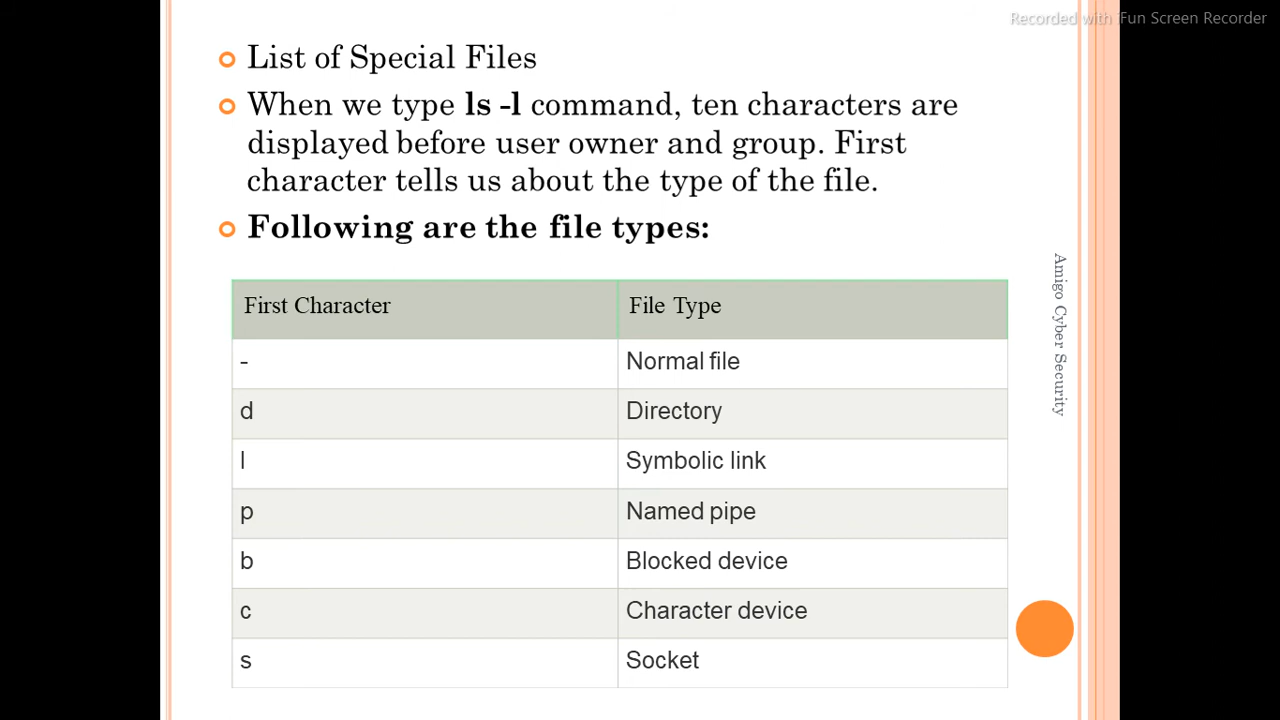 Recorded with iFun Screen Recorder
List of Special Files
When we type ls -l command, ten characters are
displayed before user owner and group. First
character tells us about the type of the file.
Following are the file types:
First Character File Type
- Normal file
d Directory
l Symbolic link
p Named pipe
b Blocked device
c Character device
s Socket
Amigo Cyber Security